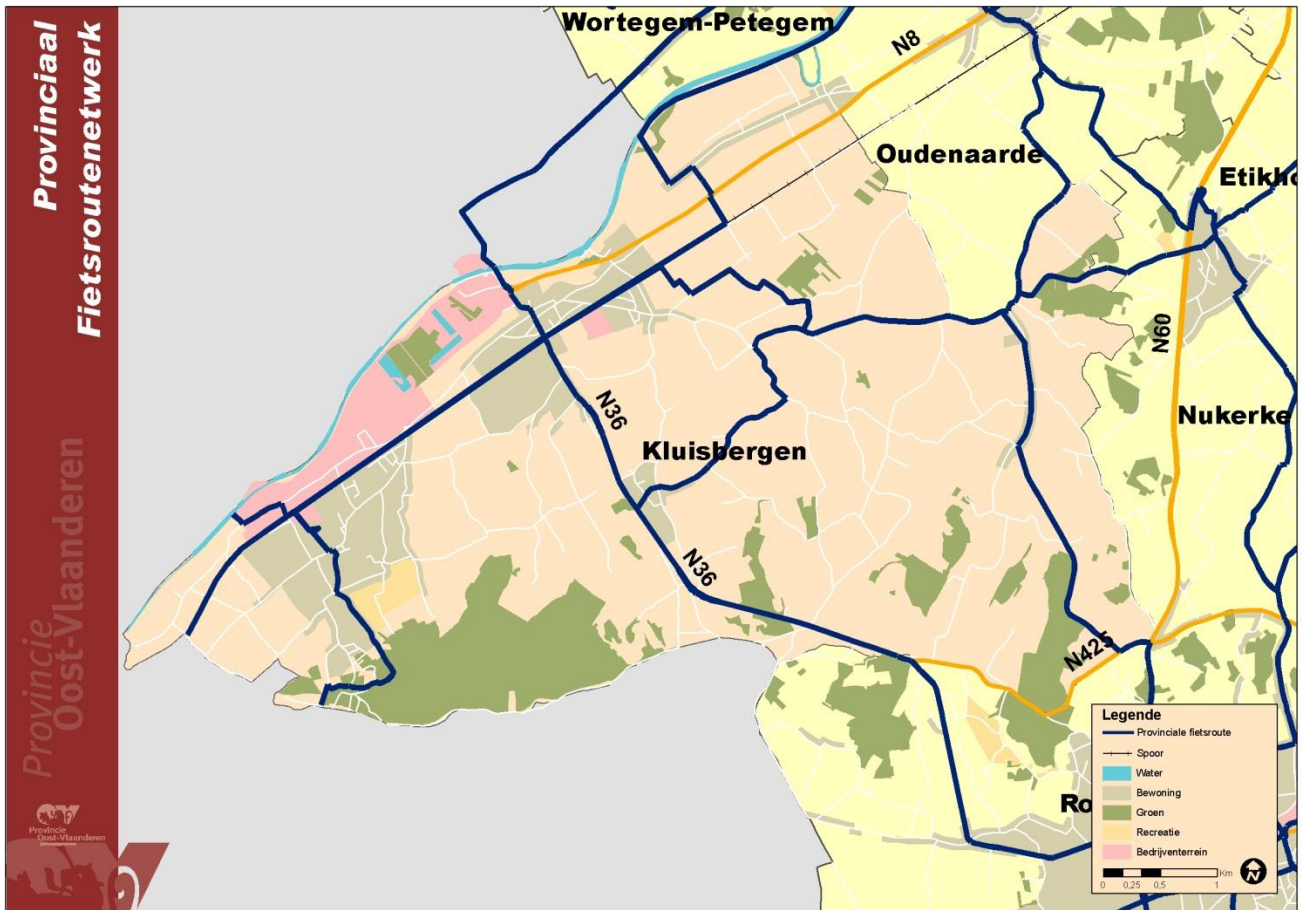 Provinciaal
Fietsroutenetwerk
Provincie
Oost-Vlaanderen
Provincie
Oost-Vlaanderen
Wortegem-Petegem
N8
Oudenaarde
Etikho
N60
N36
Nukerke
Kluisbergen
N36
N425
Ro
Legende
Provinciale fietsroute
Spoor
Water
Bewoning
Groen
Recreatie
Bedrijventerrein
Km
0 0,25 0,5 1
N